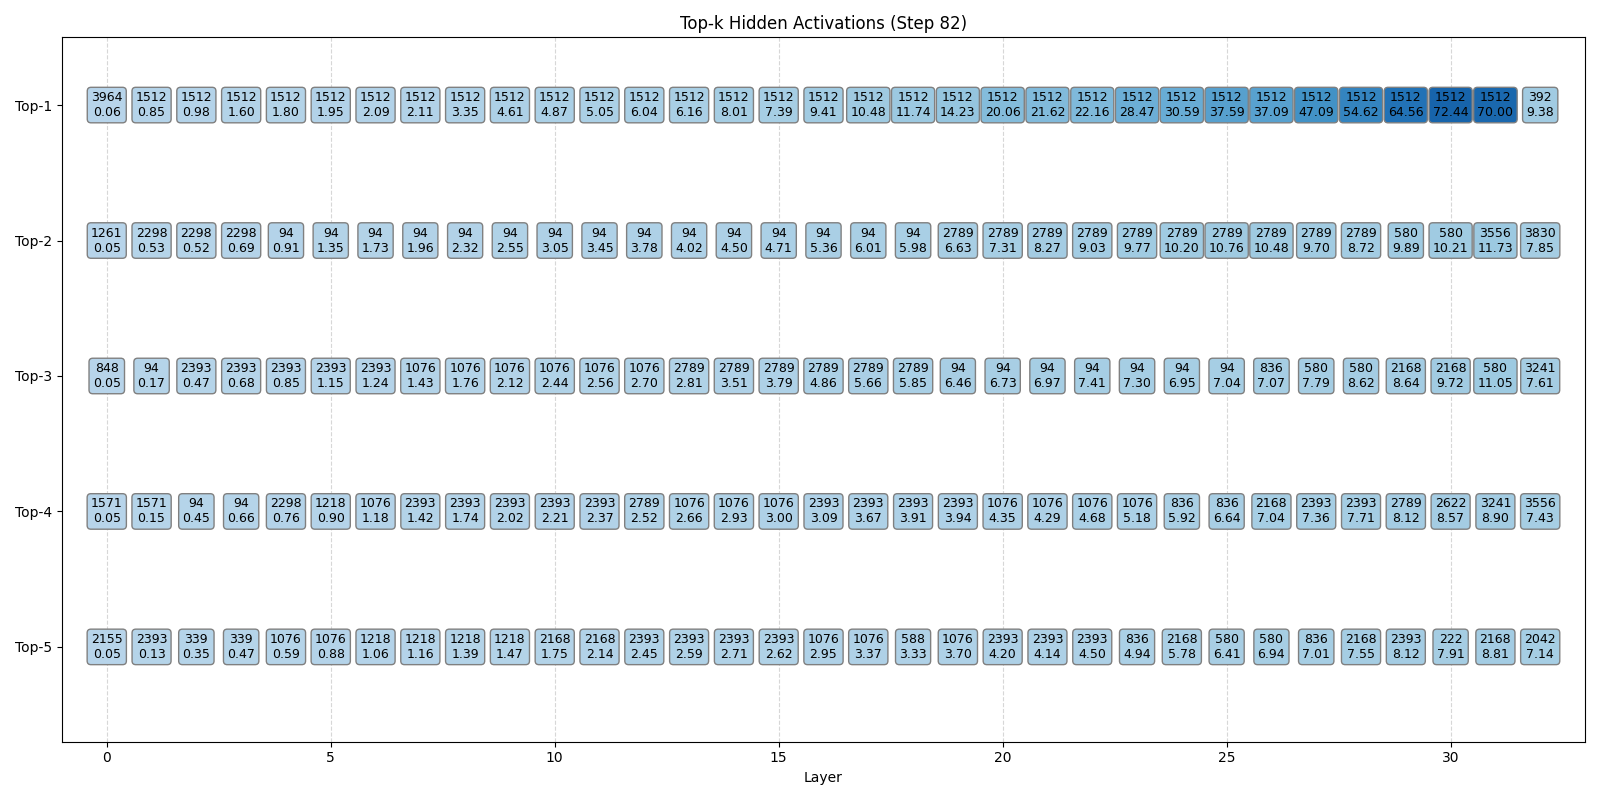 Top-k Hidden Activations (Step 82)
Top-1
3964 1512 1512 1512 1512 1512 1512 1512 1512 1512 1512 1512 1512 1512 1512 1512 1512 1512 1512 1512 1512 1512 1512 1512 1512 1512 1512 1512 1512 1512 1512 1512 392
0.06 0.85 0.98 1.60 1.80 1.95 2.09 2.11 3.35 4.61 4.87 5.05 6.04 6.16 8.01 7.39 9.41 10.48 11.74 14.23 20.06 21.62 22.16 28.47 30.59 37.59 37.09 47.09 54.62 64.56 72.44 70.00 9.38
Top-2
1261 2298 2298 2298 94 94 94 94 94 94 94 94 94 94 94 94 94 94 94 2789 2789 2789 2789 2789 2789 2789 2789 2789 2789 580 580 3556 3830
0.05 0.53 0.52 0.69 0.91 1.35 1.73 1.96 2.32 2.55 3.05 3.45 3.78 4.02 4.50 4.71 5.36 6.01 5.98 6.63 7.31 8.27 9.03 9.77 10.20 10.76 10.48 9.70 8.72 9.89 10.21 11.73 7.85
Top-3
848 94 2393 2393 2393 2393 2393 1076 1076 1076 1076 1076 1076 2789 2789 2789 2789 2789 2789 94 94 94 94 94 94 94 836 580 580 2168 2168 580 3241
0.05 0.17 0.47 0.68 0.85 1.15 1.24 1.43 1.76 2.12 2.44 2.56 2.70 2.81 3.51 3.79 4.86 5.66 5.85 6.46 6.73 6.97 7.41 7.30 6.95 7.04 7.07 7.79 8.62 8.64 9.72 11.05 7.61
Top-4
1571 1571 94 94 2298 1218 1076 2393 2393 2393 2393 2393 2789 1076 1076 1076 2393 2393 2393 2393 1076 1076 1076 1076 836 836 2168 2393 2393 2789 2622 3241 3556
0.05 0.15 0.45 0.66 0.76 0.90 1.18 1.42 1.74 2.02 2.21 2.37 2.52 2.66 2.93 3.00 3.09 3.67 3.91 3.94 4.35 4.29 4.68 5.18 5.92 6.64 7.04 7.36 7.71 8.12 8.57 8.90 7.43
Top-5
2155 2393 339 339 1076 1076 1218 1218 1218 1218 2168 2168 2393 2393 2393 2393 1076 1076 588 1076 2393 2393 2393 836 2168 580 580 836 2168 2393 222 2168 2042
0.05 0.13 0.35 0.47 0.59 0.88 1.06 1.16 1.39 1.47 1.75 2.14 2.45 2.59 2.71 2.62 2.95 3.37 3.33 3.70 4.20 4.14 4.50 4.94 5.78 6.41 6.94 7.01 7.55 8.12 7.91 8.81 7.14
0 5 10 15 20 25 30
Layer